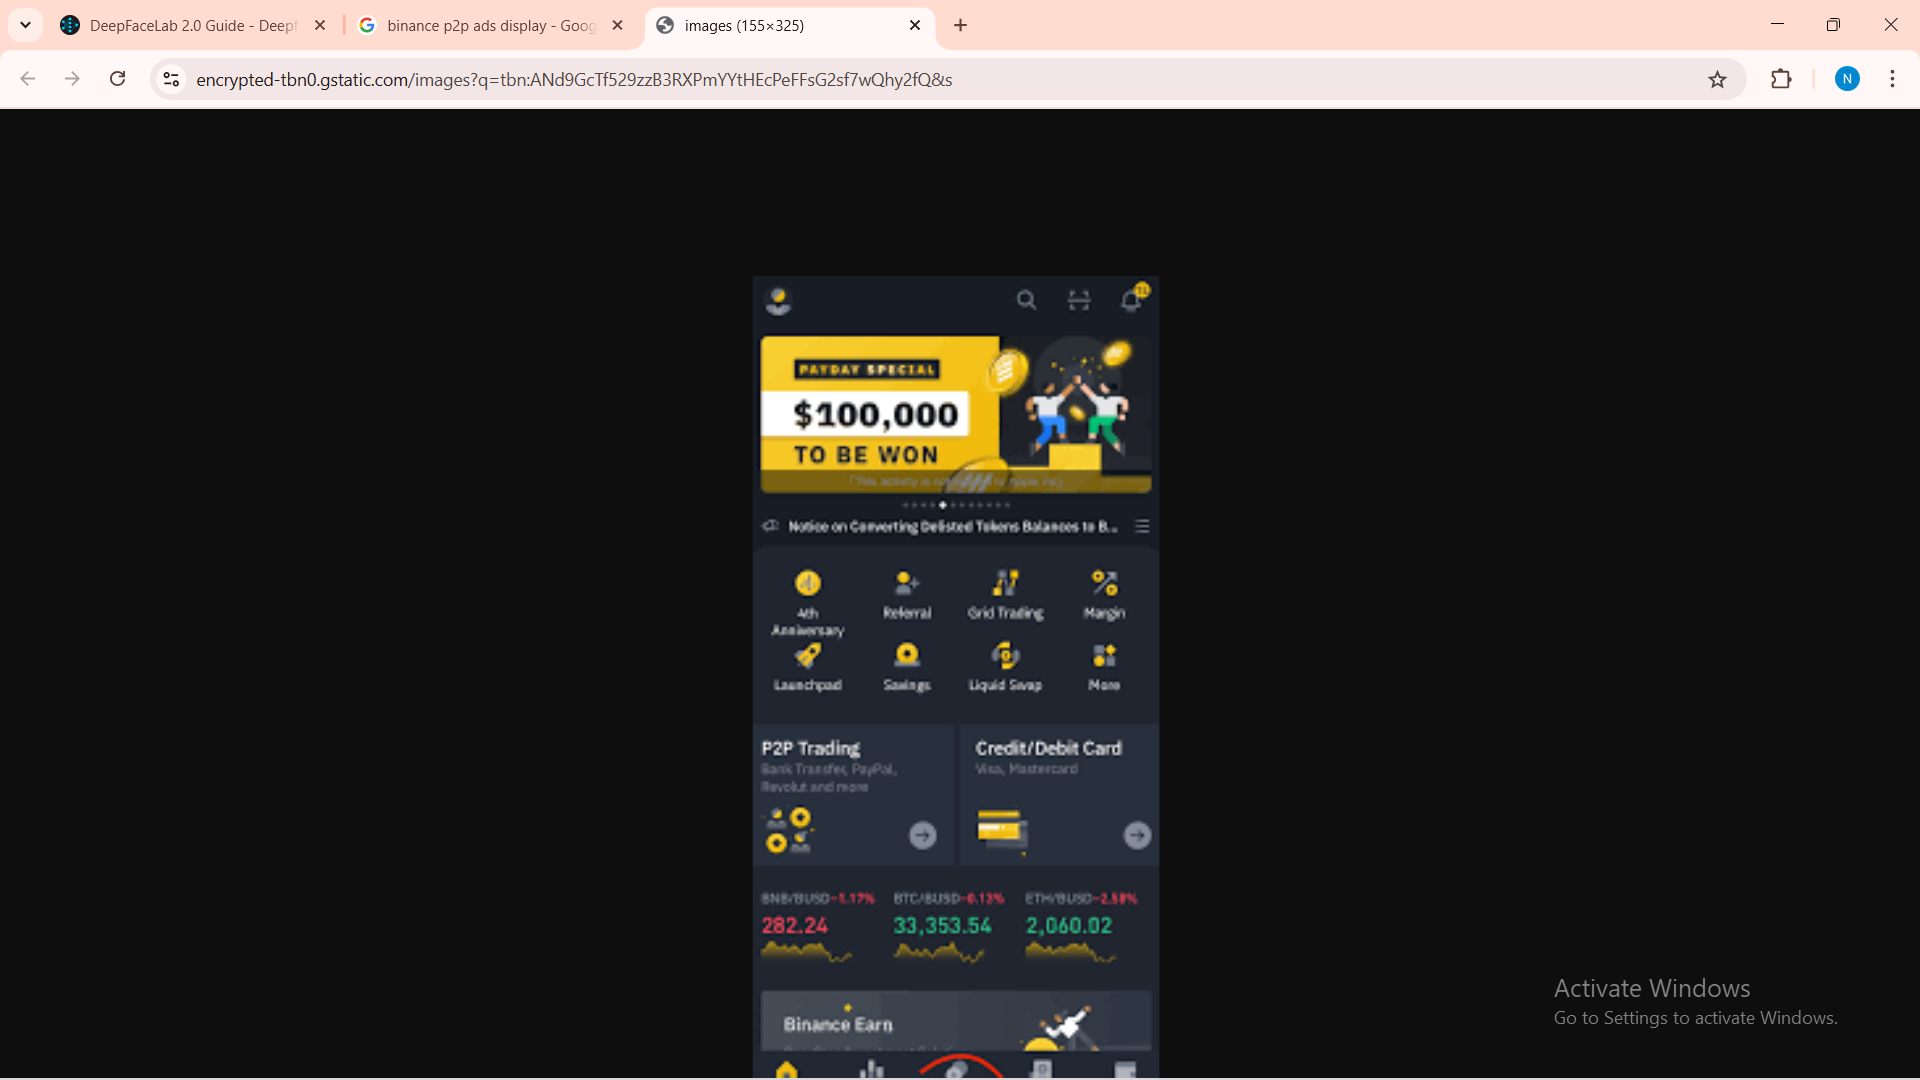 DeepFaceLab 2.0 Guide - Deepf
binance p2p ads display - Goog
images (155×325)
encrypted-tbn0.gstatic.com/images?q=tbn:ANd9GcTf529zzB3RXPmYYtHEcPeFFsG2sf7wQhy2fQ&s
N
PAYDAY SPECIAL
$100,000
TO BE WON
Notice on Converting Delisted Tokens Balances to B...
4th Anniversary
Referral
Grid Trading
Margin
Launchpad
Savings
Liquid Swap
More
P2P Trading
Bank Transfer, PayPal,
Revolut and more
Credit/Debit Card
Visa, Mastercard
BNB/BUSD -1.17%
BTC/BUSD -0.13%
ETH/BUSD -2.58%
282.24
33,353.54
2,060.02
Binance Earn
Activate Windows
Go to Settings to activate Windows.